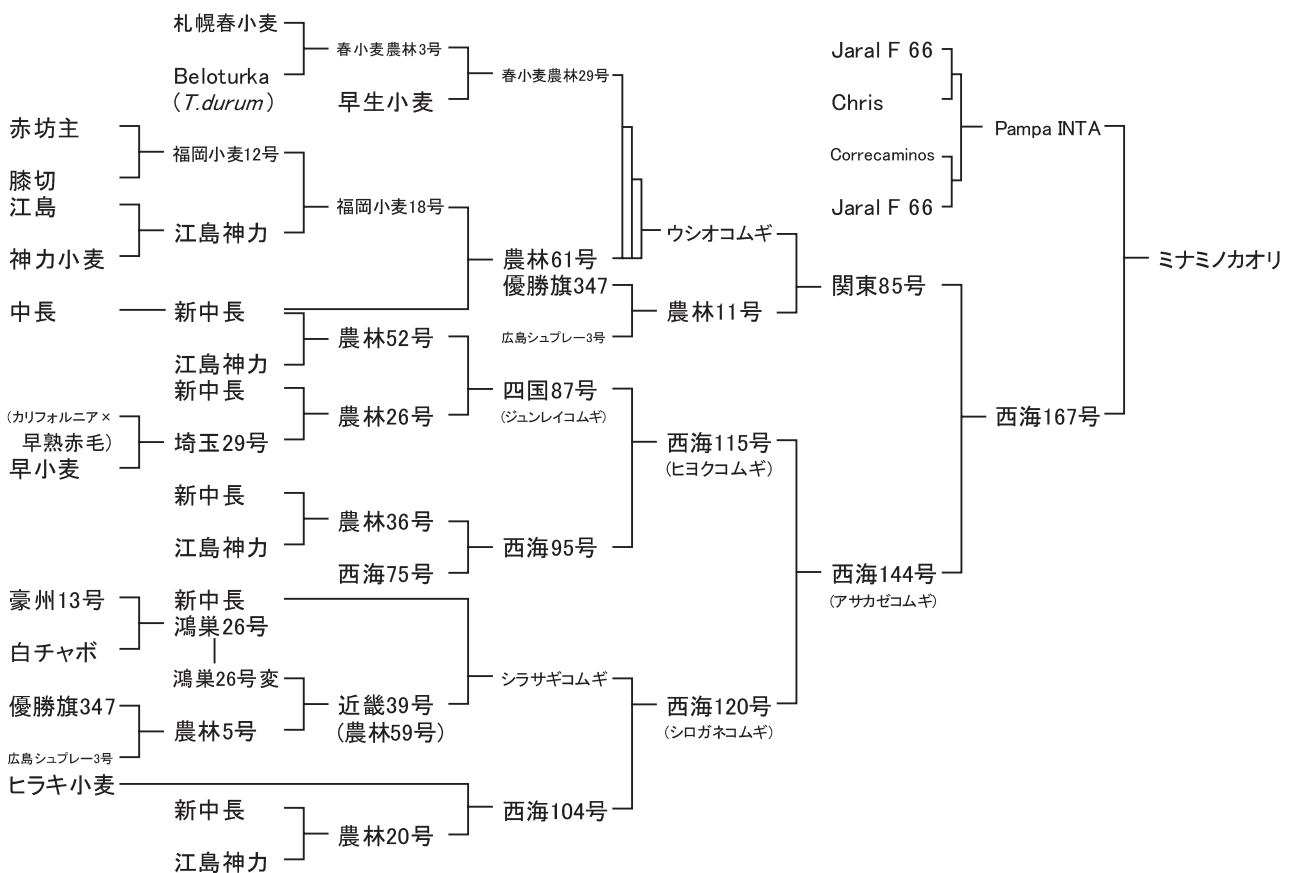 札幌春小麦
Beloturka
（T.durum）
赤坊主
膝切
江島
神力小麦
中長
(カリフォルニア×
早熟赤毛)
早小麦
豪州13号
白チャボ
優勝旗347
広島シュプレー3号
ヒラキ小麦
福岡小麦12号
江島神力
新中長
江島神力
新中長
埼玉29号
新中長
江島神力
新中長
鴻巣26号
鴻巣26号変
農林5号
新中長
江島神力
春小麦農林3号
早生小麦
福岡小麦18号
農林52号
農林26号
農林36号
西海75号
近畿39号
(農林59号)
農林20号
春小麦農林29号
農林61号
優勝旗347
広島シュプレー3号
四国87号
(ジュンレイコムギ)
西海95号
シラサギコムギ
西海104号
ウシオコムギ
農林11号
西海115号
(ヒヨクコムギ)
西海120号
(シロガネコムギ)
Jaral F 66
Chris
Correcaminos
Jaral F 66
関東85号
西海144号
(アサカゼコムギ)
Pampa INTA
西海167号
ミナミノカオリ